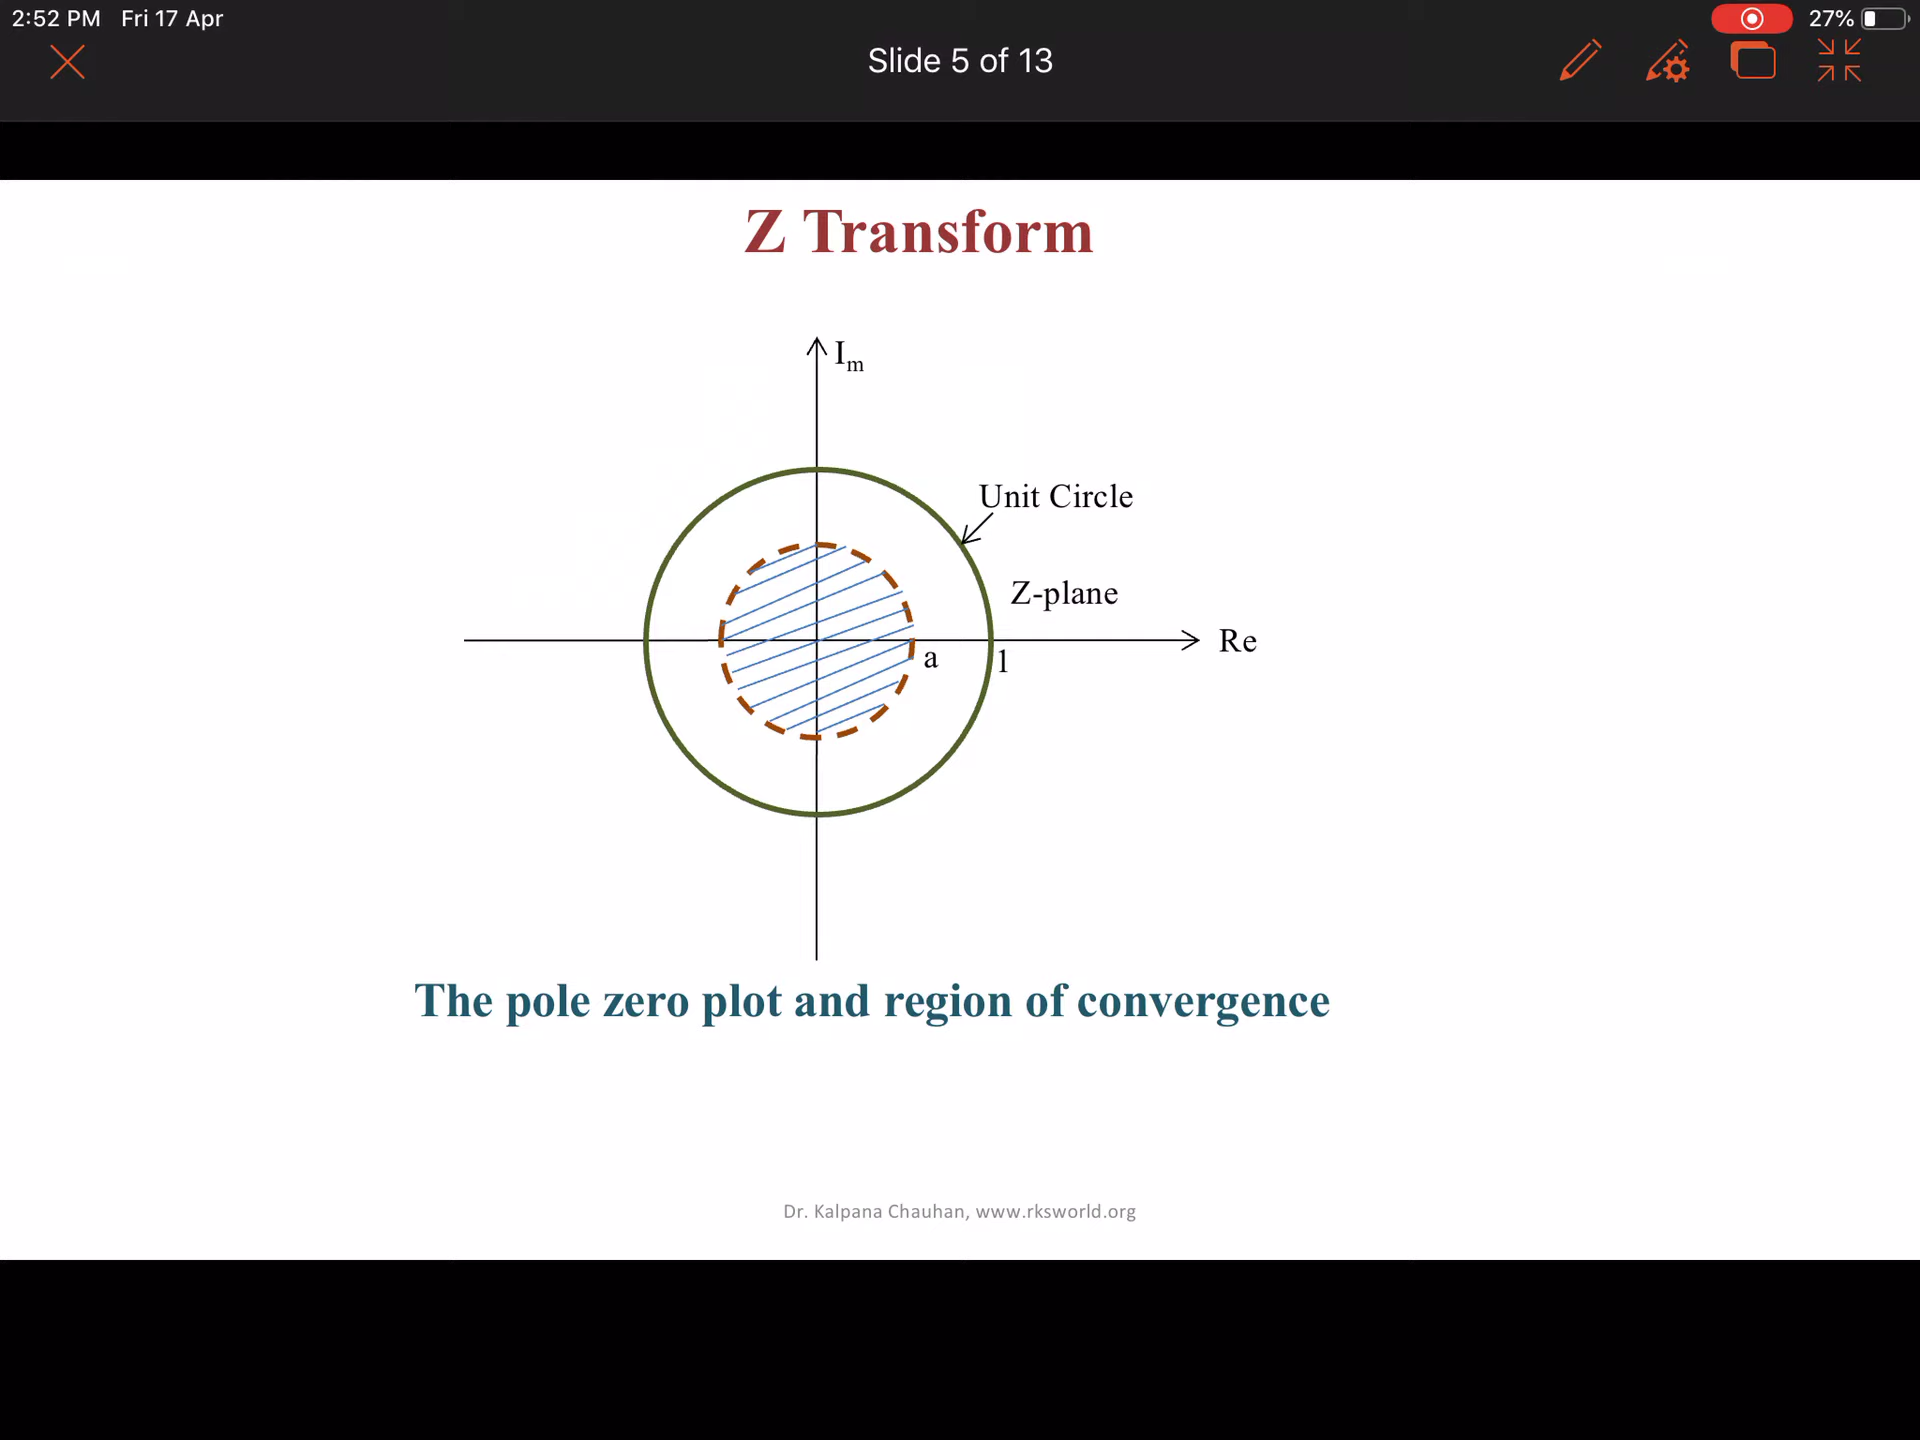 2:52 PM Fri 17 Apr
27%
Slide 5 of 13
Z Transform
Im
Unit Circle
Z-plane
Re
a
1
The pole zero plot and region of convergence
Dr. Kalpana Chauhan, www.rksworld.org